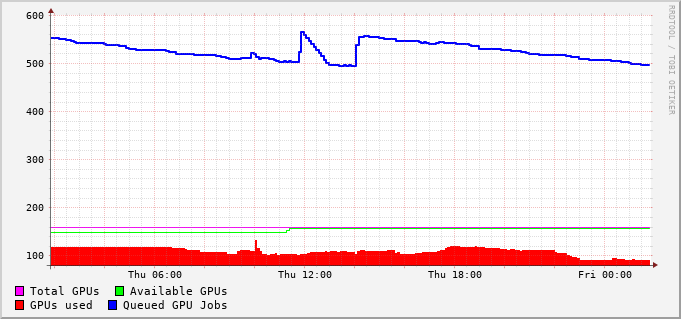 600
500
400
300
200
100
Thu 06:00 Thu 12:00 Thu 18:00 Fri 00:00
Total GPUs Available GPUs
GPUs used Queued GPU Jobs
RRDTOOL / TOBI OETIKER